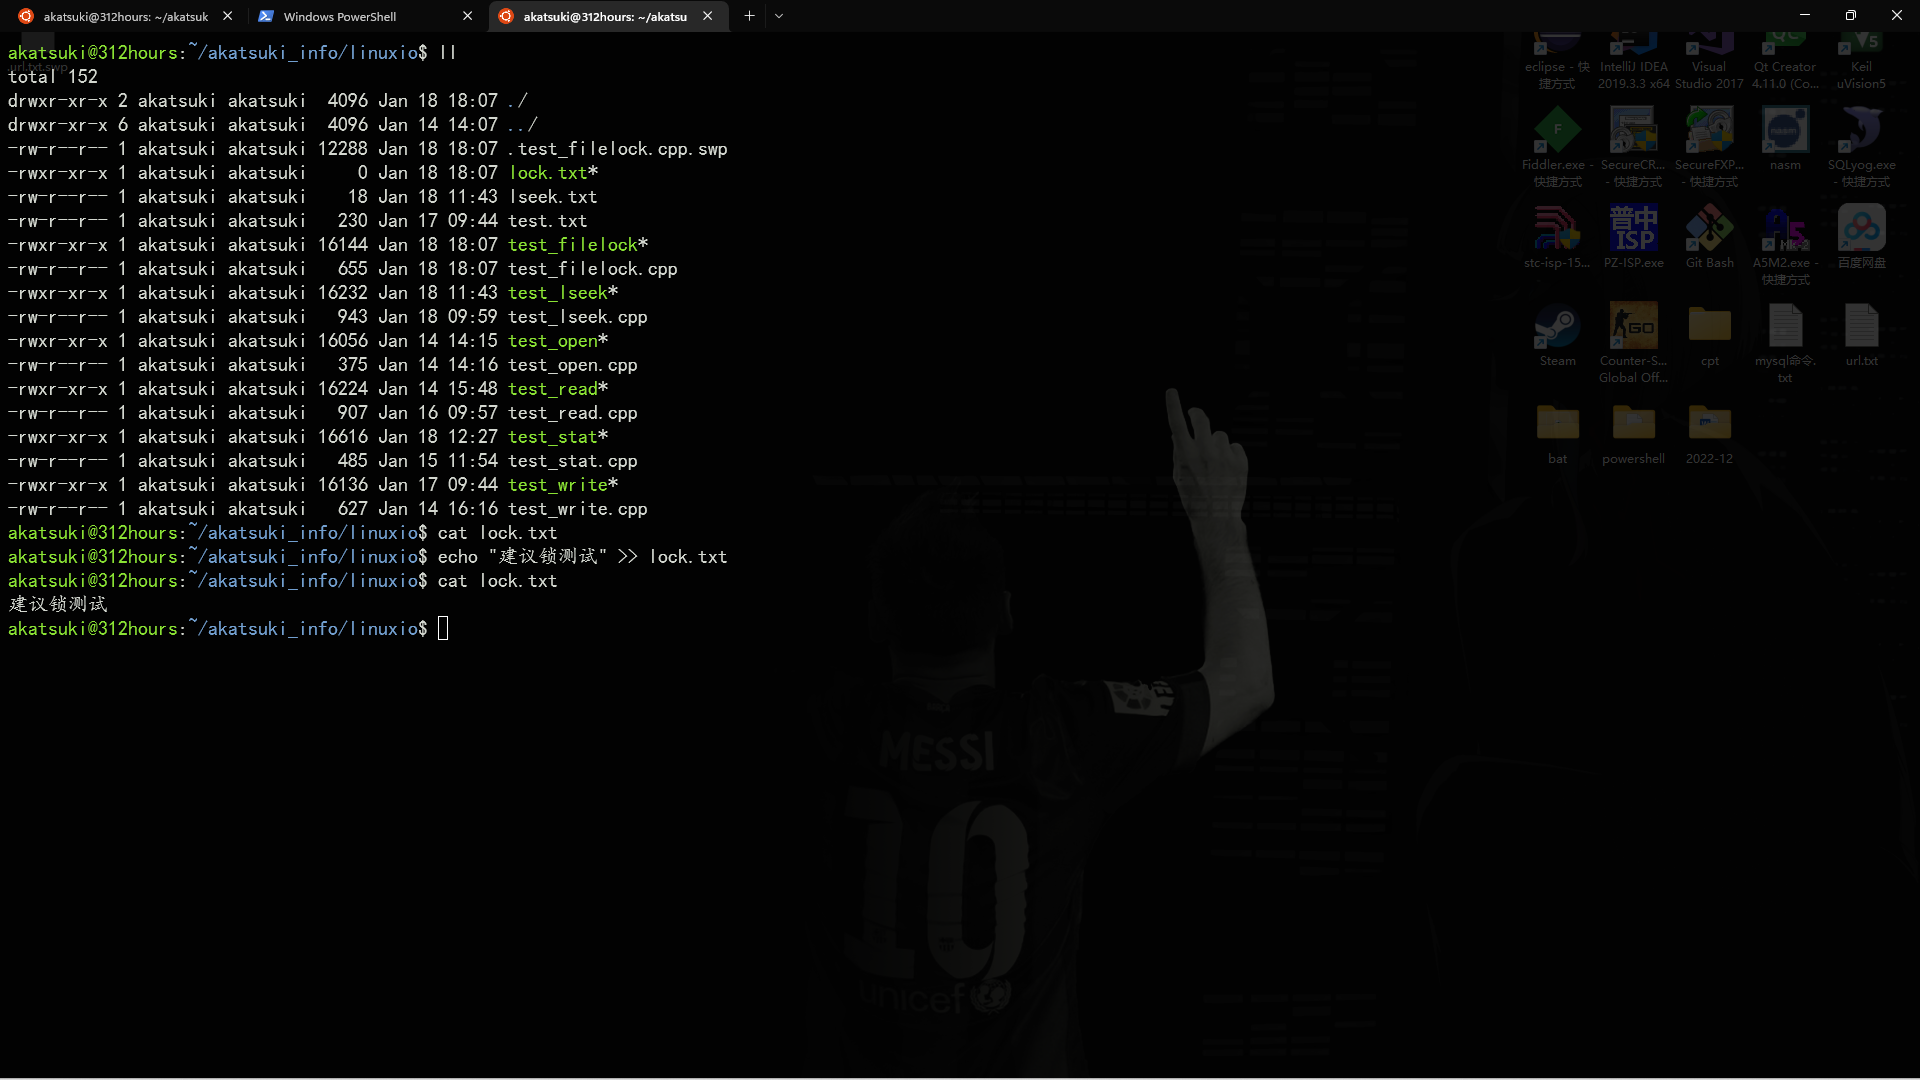 akatsuki@312hours: ~/akatsuk
Windows PowerShell
akatsuki@312hours: ~/akatsu
akatsuki@312hours:~/akatsuki_info/linuxio$ ll
url.txt.swp
total 152
drwxr-xr-x 2 akatsuki akatsuki  4096 Jan 18 18:07 ./
drwxr-xr-x 6 akatsuki akatsuki  4096 Jan 14 14:07 ../
-rw-r--r-- 1 akatsuki akatsuki 12288 Jan 18 18:07 .test_filelock.cpp.swp
-rwxr-xr-x 1 akatsuki akatsuki     0 Jan 18 18:07 lock.txt*
-rw-r--r-- 1 akatsuki akatsuki    18 Jan 18 11:43 lseek.txt
-rw-r--r-- 1 akatsuki akatsuki   230 Jan 17 09:44 test.txt
-rwxr-xr-x 1 akatsuki akatsuki 16144 Jan 18 18:07 test_filelock*
-rw-r--r-- 1 akatsuki akatsuki   655 Jan 18 18:07 test_filelock.cpp
-rwxr-xr-x 1 akatsuki akatsuki 16232 Jan 18 11:43 test_lseek*
-rw-r--r-- 1 akatsuki akatsuki   943 Jan 18 09:59 test_lseek.cpp
-rwxr-xr-x 1 akatsuki akatsuki 16056 Jan 14 14:15 test_open*
-rw-r--r-- 1 akatsuki akatsuki   375 Jan 14 14:16 test_open.cpp
-rwxr-xr-x 1 akatsuki akatsuki 16224 Jan 14 15:48 test_read*
-rw-r--r-- 1 akatsuki akatsuki   907 Jan 16 09:57 test_read.cpp
-rwxr-xr-x 1 akatsuki akatsuki 16616 Jan 18 12:27 test_stat*
-rw-r--r-- 1 akatsuki akatsuki   485 Jan 15 11:54 test_stat.cpp
-rwxr-xr-x 1 akatsuki akatsuki 16136 Jan 17 09:44 test_write*
-rw-r--r-- 1 akatsuki akatsuki   627 Jan 14 16:16 test_write.cpp
akatsuki@312hours:~/akatsuki_info/linuxio$ cat lock.txt
akatsuki@312hours:~/akatsuki_info/linuxio$ echo "建议锁测试" >> lock.txt
akatsuki@312hours:~/akatsuki_info/linuxio$ cat lock.txt
建议锁测试
akatsuki@312hours:~/akatsuki_info/linuxio$
eclipse - 快
捷方式
IntelliJ IDEA
2019.3.3 x64
Visual
Studio 2017
Qt Creator
4.11.0 (Co...
Keil
uVision5
Fiddler.exe -
快捷方式
SecureCR...
- 快捷方式
SecureFXP...
- 快捷方式
nasm
SQLyog.exe
- 快捷方式
普中
ISP
stc-isp-15...
PZ-ISP.exe
Git Bash
A5M2.exe -
快捷方式
百度网盘
Steam
GO
Counter-S...
Global Off...
cpt
mysql命令.
txt
url.txt
bat
powershell
2022-12
MESSI
10
unicef